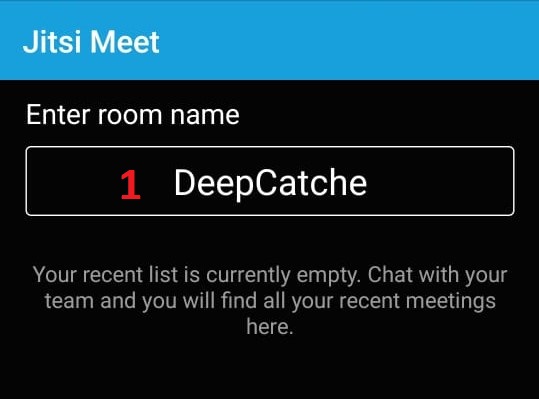 Jitsi Meet
Enter room name
1 DeepCatche
Your recent list is currently empty. Chat with your
team and you will find all your recent meetings
here.